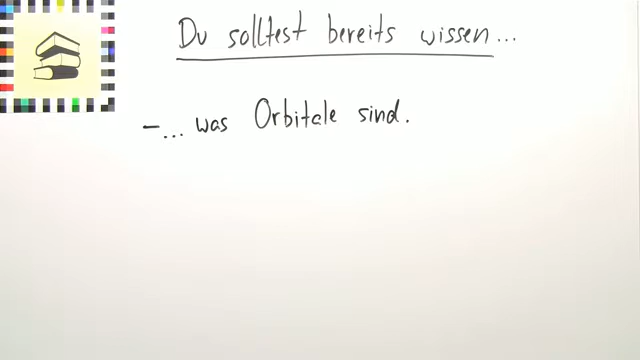 Du solltest bereits wissen...
- ... was Orbitale sind.